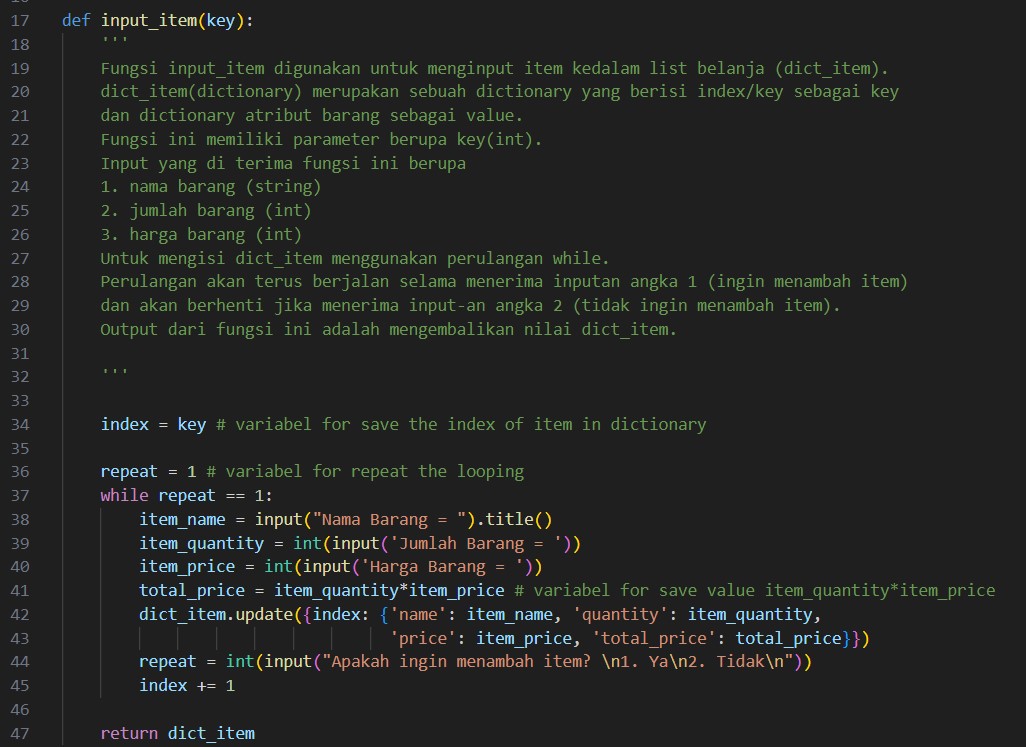 17 def input_item(key):
18 '''
19 Fungsi input_item digunakan untuk menginput item kedalam list belanja (dict_item).
20 dict_item(dictionary) merupakan sebuah dictionary yang berisi index/key sebagai key
21 dan dictionary atribut barang sebagai value.
22 Fungsi ini memiliki parameter berupa key(int).
23 Input yang di terima fungsi ini berupa
24 1. nama barang (string)
25 2. jumlah barang (int)
26 3. harga barang (int)
27 Untuk mengisi dict_item menggunakan perulangan while.
28 Perulangan akan terus berjalan selama menerima inputan angka 1 (ingin menambah item)
29 dan akan berhenti jika menerima input-an angka 2 (tidak ingin menambah item).
30 Output dari fungsi ini adalah mengembalikan nilai dict_item.
31
32 '''
33
34 index = key # variabel for save the index of item in dictionary
35
36 repeat = 1 # variabel for repeat the looping
37 while repeat == 1:
38 item_name = input("Nama Barang = ").title()
39 item_quantity = int(input('Jumlah Barang = '))
40 item_price = int(input('Harga Barang = '))
41 total_price = item_quantity*item_price # variabel for save value item_quantity*item_price
42 dict_item.update({index: {'name': item_name, 'quantity': item_quantity,
43 'price': item_price, 'total_price': total_price}})
44 repeat = int(input("Apakah ingin menambah item? \n1. Ya\n2. Tidak\n"))
45 index += 1
46
47 return dict_item